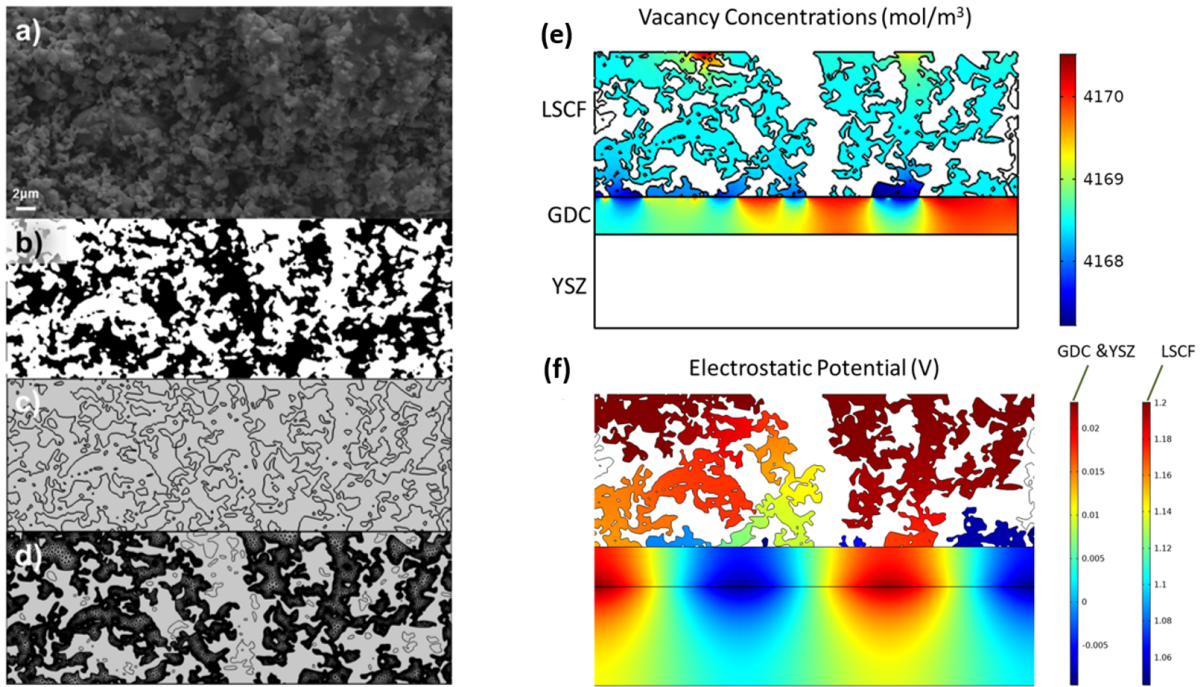 a)
2μm
b)
c)
d)
(e)
Vacancy Concentrations (mol/m³)
LSCF
GDC
YSZ
4170
4169
4168
(f)
Electrostatic Potential (V)
GDC &YSZ
LSCF
0.02
0.015
0.01
0.005
0
-0.005
1.2
1.18
1.16
1.14
1.12
1.1
1.08
1.06